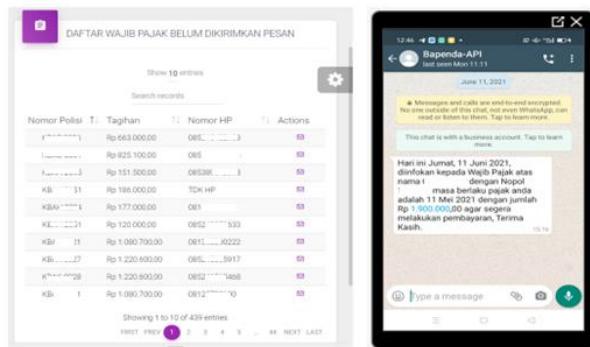 DAFTAR WAJIB PAJAK BELUM DIKIRIMKAN PESAN
Show 10 entries
Search records
Nomor Polisi Tagihan Nomor HP Actions
Rp 663.000,00 085
Rp 825.100,00 085
Rp 151.500,00
Rp 186.000,00 TDK HP
Rp 177.000,00 081
Rp 120.000,00 0852
Rp 1.080.700,00
Rp 1.220.600,00
Rp 1.220.600,00 0852
Rp 1.080.700,00 0812
Showing 1 to 10 of 439 entries
FIRST PREV 1 2 3 4 5 ... 44 NEXT LAST
12.46
Bapenda-API
last seen Mon 11.11
June 11, 2021
Messages and calls are end-to-end encrypted.
No one outside of this chat, not even WhatsApp, can
read or listen to them. Tap to learn more.
This chat is with a business account. Tap to learn
more.
Hari ini Jumat, 11 Juni 2021,
diinfokan kepada Wajib Pajak atas
nama dengan Nopol
masa berlaku pajak anda
adalah 11 Mei 2021 dengan jumlah
Rp 1.900.000,00 agar segera
melakukan pembayaran, Terima
Kasih.
Type a message